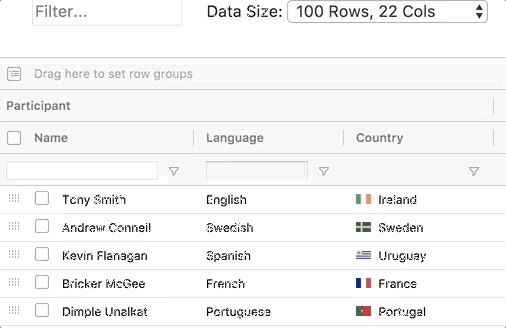 Filter... Data Size: 100 Rows, 22 Cols
Drag here to set row groups
Participant
Name Language Country
Tony Smith English Ireland
Andrew Connell Swedish Sweden
Kevin Flanagan Spanish Uruguay
Bricker McGee French France
Dimple Unalkat Portuguese Portugal